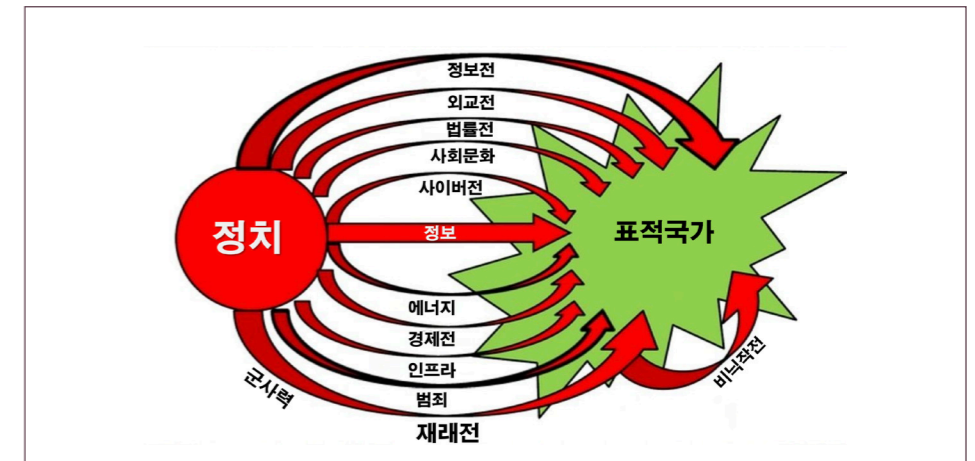 정보전
외교전
법률전
사회문화
사이버전
정치
정보
표적국가
에너지
경제전
인프라
범죄
재래전
군사력
비닉작전